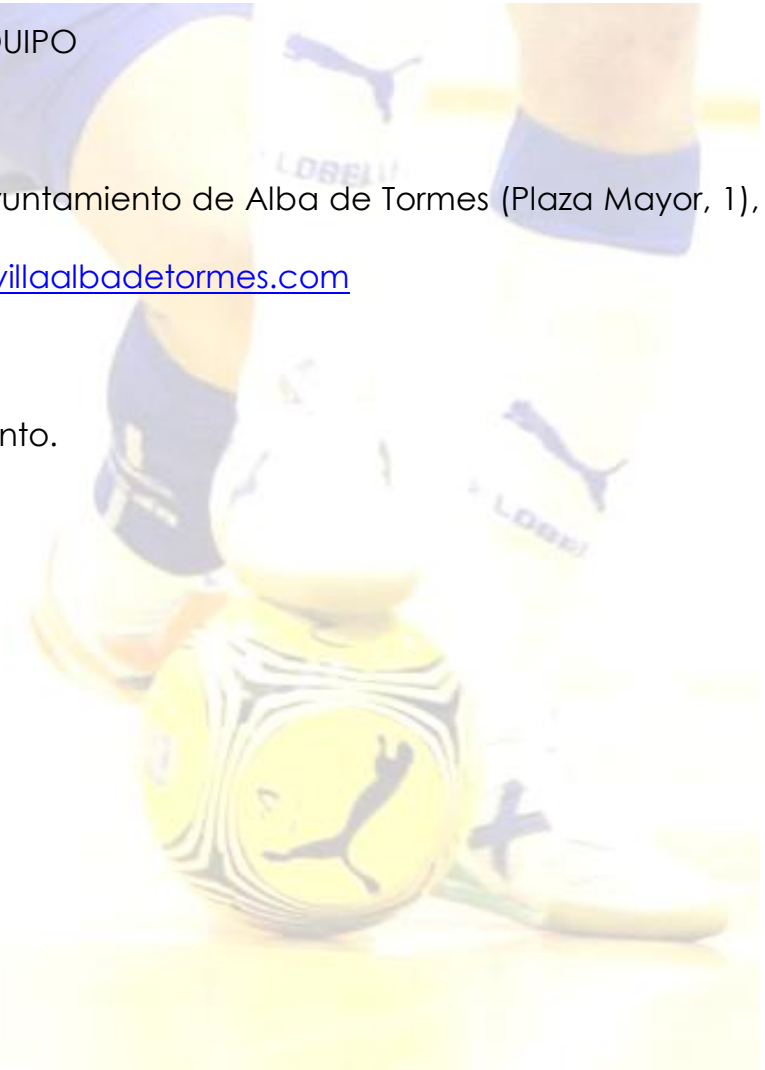 UIPO
untamiento de Alba de Tormes (Plaza Mayor, 1),
villaalbadetormes.com
nto.